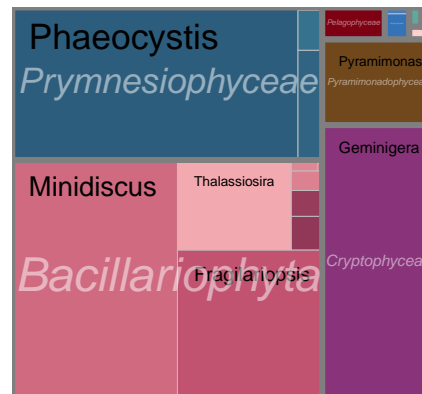 Phaeocystis
Prymnesiophyceae
Minidiscus
Thalassiosira
Fragilariopsis
Bacillariophyta
Pelagophyceae
Pyramimonas
Pyramimonadophyceae
Geminigera
Cryptophyceae